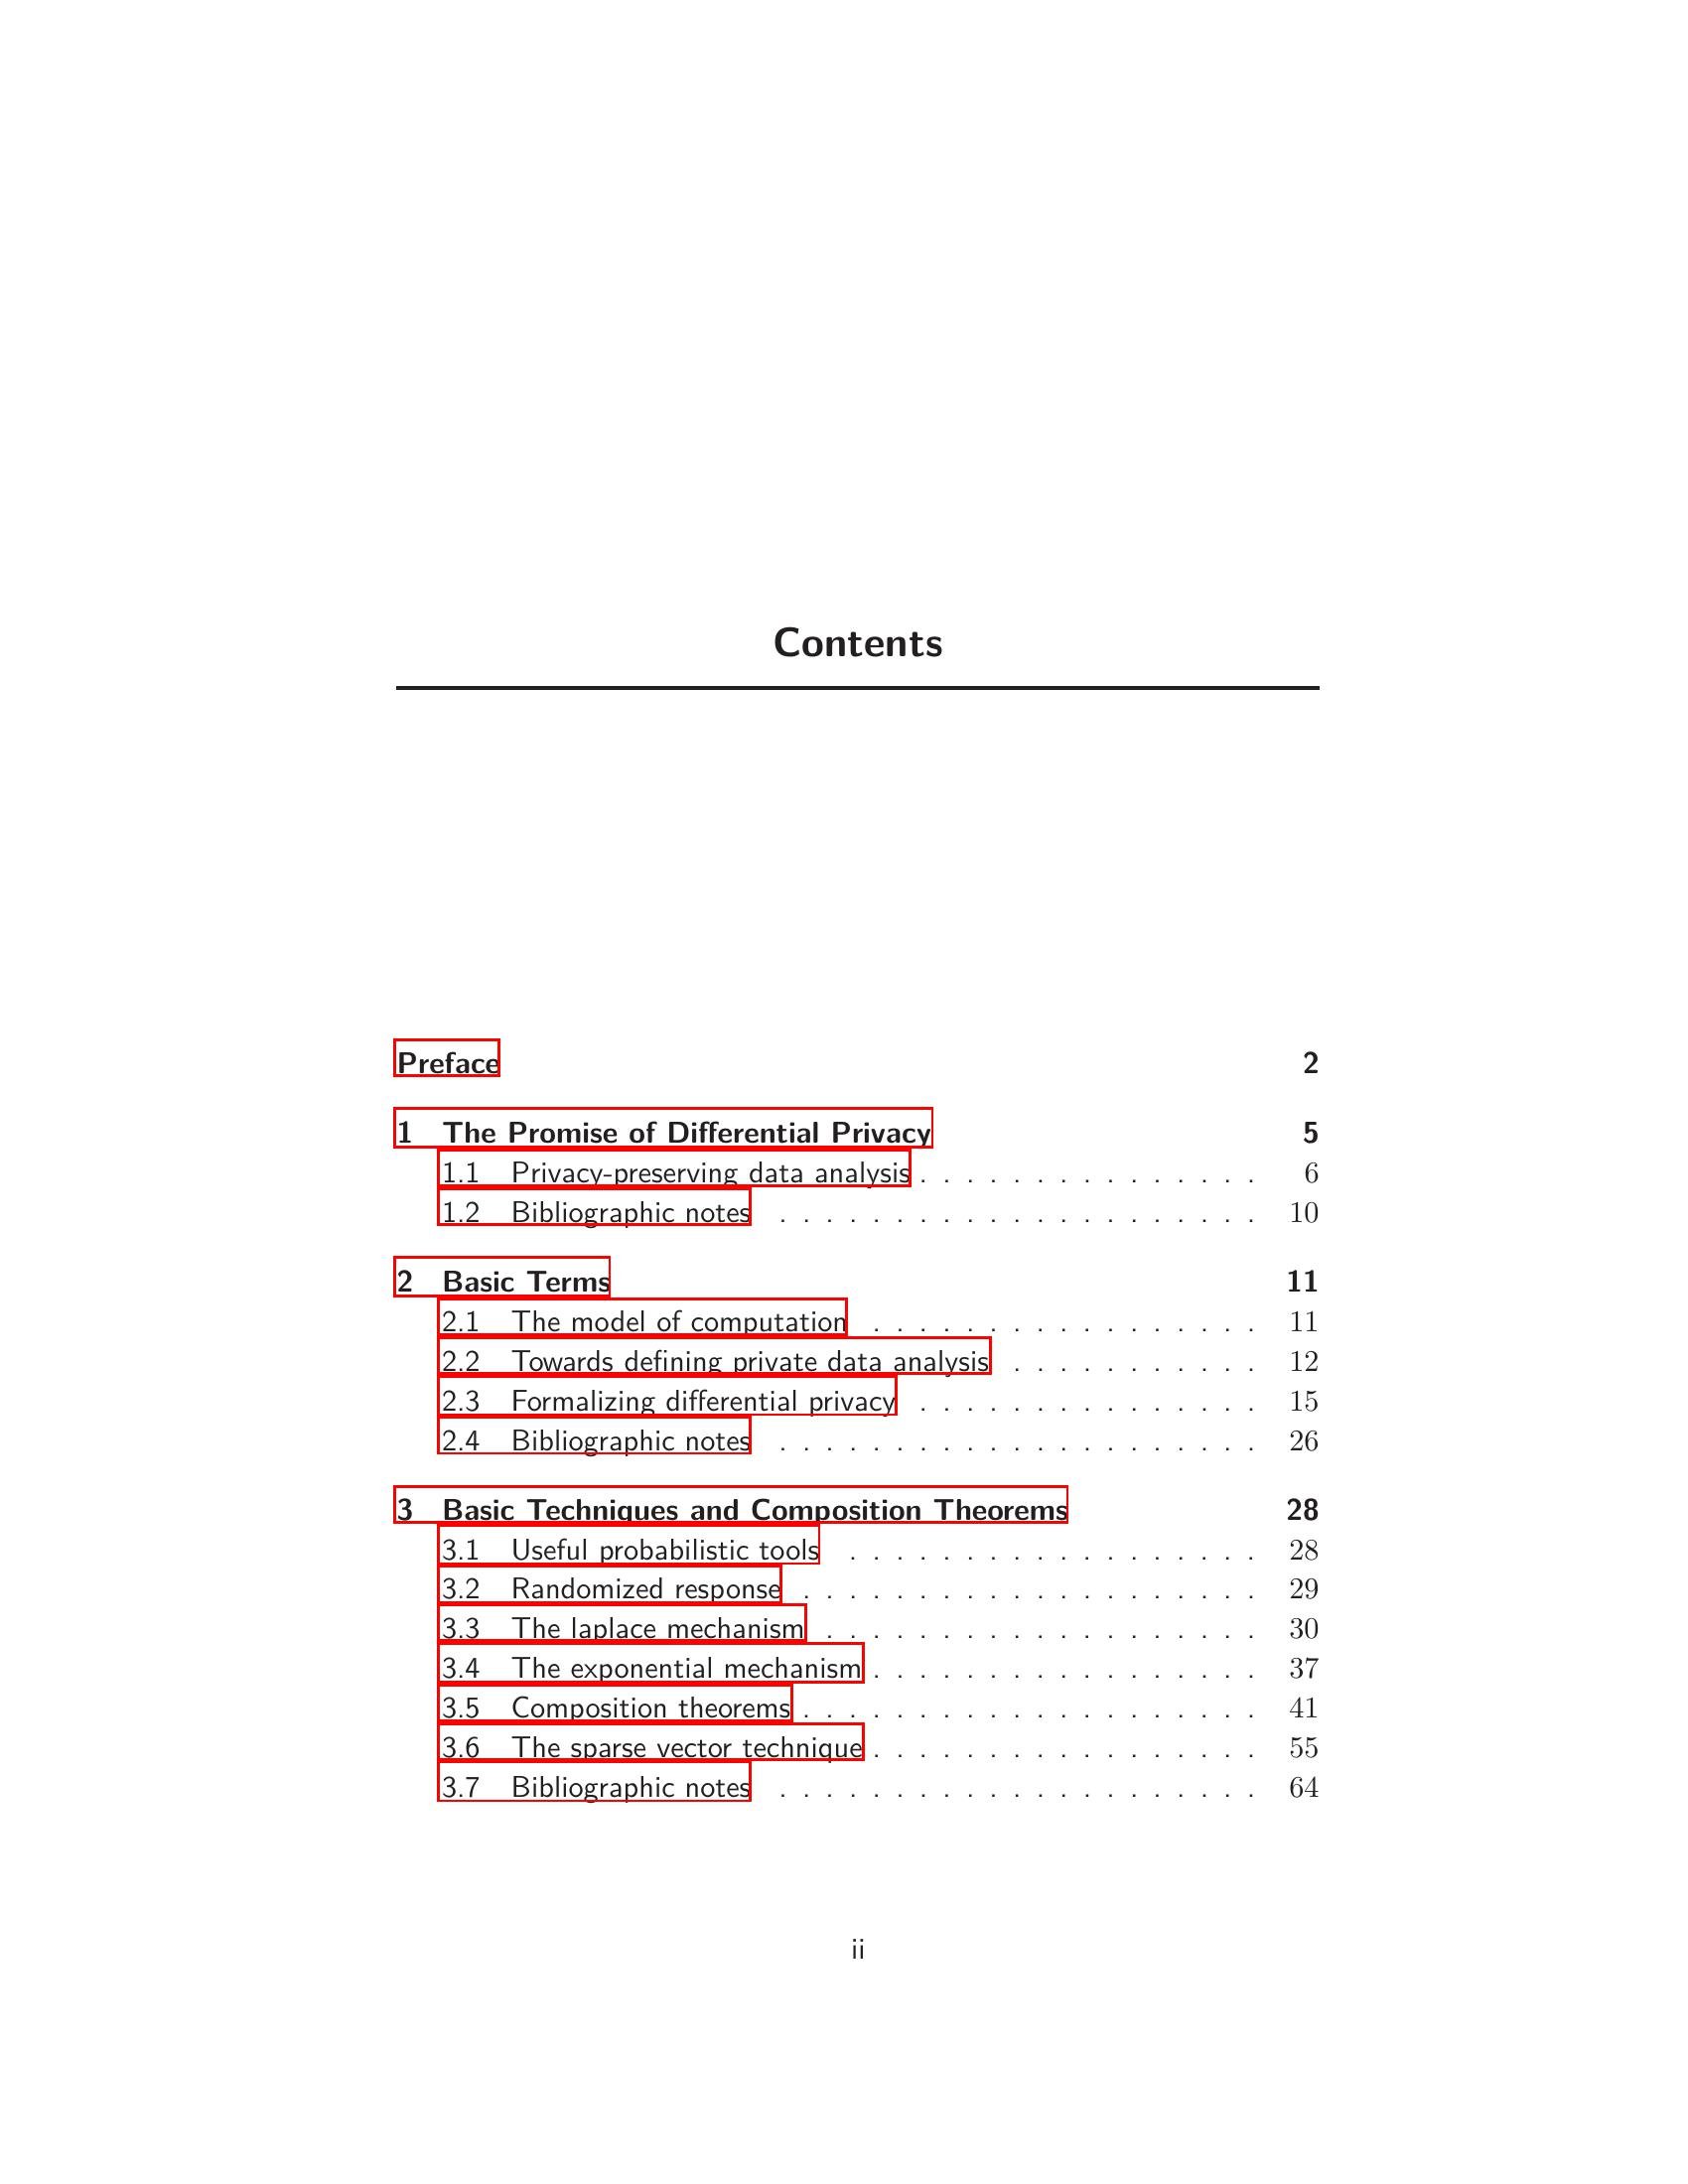 Contents
Preface 2
1 The Promise of Differential Privacy 5
1.1 Privacy-preserving data analysis . . . . . . . . . . . . . . . 6
1.2 Bibliographic notes . . . . . . . . . . . . . . . . . . . . . 10
2 Basic Terms 11
2.1 The model of computation . . . . . . . . . . . . . . . . . 11
2.2 Towards defining private data analysis . . . . . . . . . . . 12
2.3 Formalizing differential privacy . . . . . . . . . . . . . . . 15
2.4 Bibliographic notes . . . . . . . . . . . . . . . . . . . . . 26
3 Basic Techniques and Composition Theorems 28
3.1 Useful probabilistic tools . . . . . . . . . . . . . . . . . . 28
3.2 Randomized response . . . . . . . . . . . . . . . . . . . . 29
3.3 The laplace mechanism . . . . . . . . . . . . . . . . . . . 30
3.4 The exponential mechanism . . . . . . . . . . . . . . . . . 37
3.5 Composition theorems . . . . . . . . . . . . . . . . . . . . 41
3.6 The sparse vector technique . . . . . . . . . . . . . . . . . 55
3.7 Bibliographic notes . . . . . . . . . . . . . . . . . . . . . 64
ii